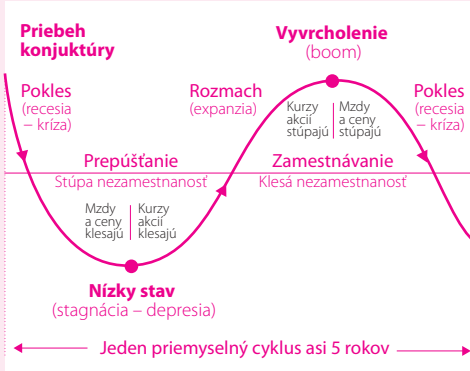 Priebeh
konjuktúry
Vyvrcholenie
(boom)
Pokles
(recesia
– kríza)
Rozmach
(expanzia)
Kurzy
akcií
stúpajú
Mzdy
a ceny
stúpajú
Pokles
(recesia
– kríza)
Prepúšťanie
Stúpa nezamestnanosť
Zamestnávanie
Klesá nezamestnanosť
Mzdy
a ceny
klesajú
Kurzy
akcií
klesajú
Nízky stav
(stagnácia – depresia)
Jeden priemyselný cyklus asi 5 rokov